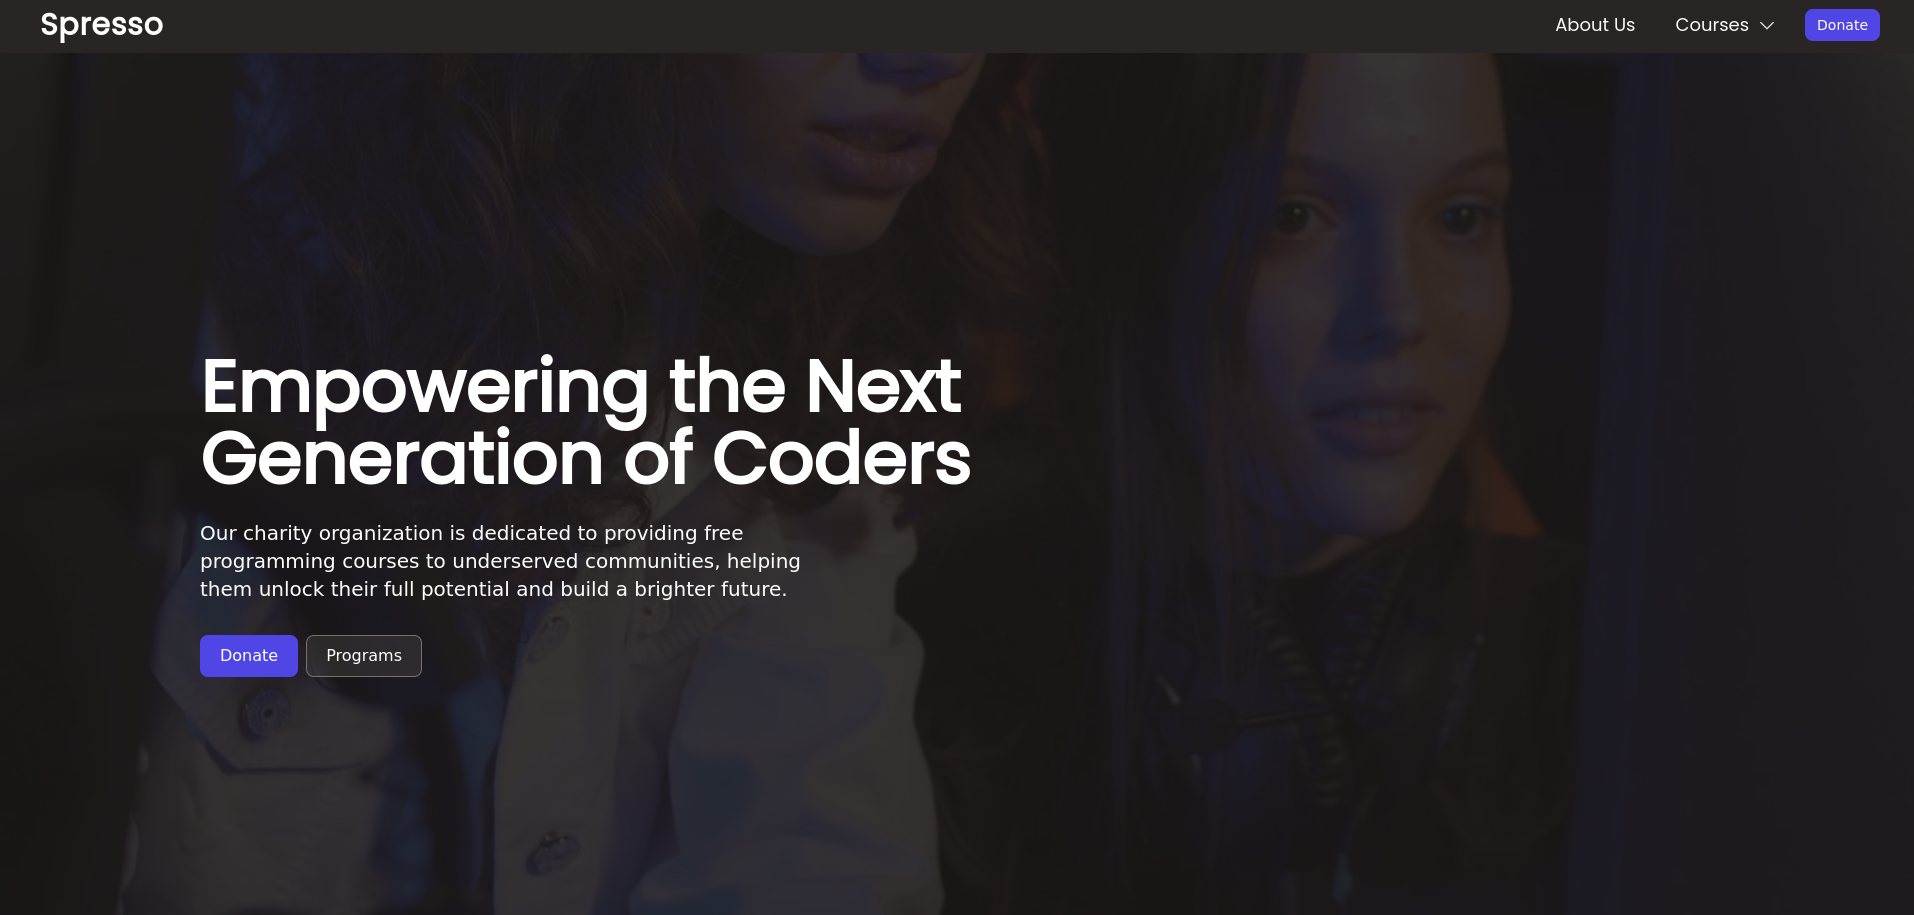 Spresso
About Us
Courses
Donate
Empowering the Next
Generation of Coders
Our charity organization is dedicated to providing free
programming courses to underserved communities, helping
them unlock their full potential and build a brighter future.
Donate
Programs